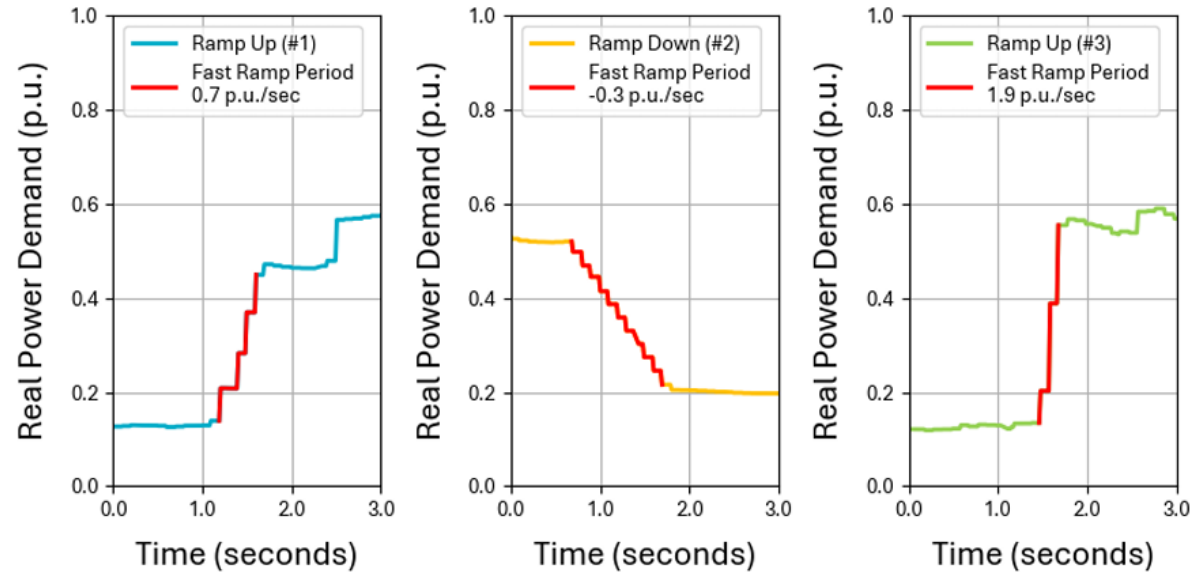 Real Power Demand (p.u.)
1.0
0.8
0.6
0.4
0.2
0.0
Ramp Up (#1)
Fast Ramp Period
0.7 p.u./sec
0.0 1.0 2.0 3.0
Time (seconds)
Real Power Demand (p.u.)
1.0
0.8
0.6
0.4
0.2
0.0
Ramp Down (#2)
Fast Ramp Period
-0.3 p.u./sec
0.0 1.0 2.0 3.0
Time (seconds)
Real Power Demand (p.u.)
1.0
0.8
0.6
0.4
0.2
0.0
Ramp Up (#3)
Fast Ramp Period
1.9 p.u./sec
0.0 1.0 2.0 3.0
Time (seconds)